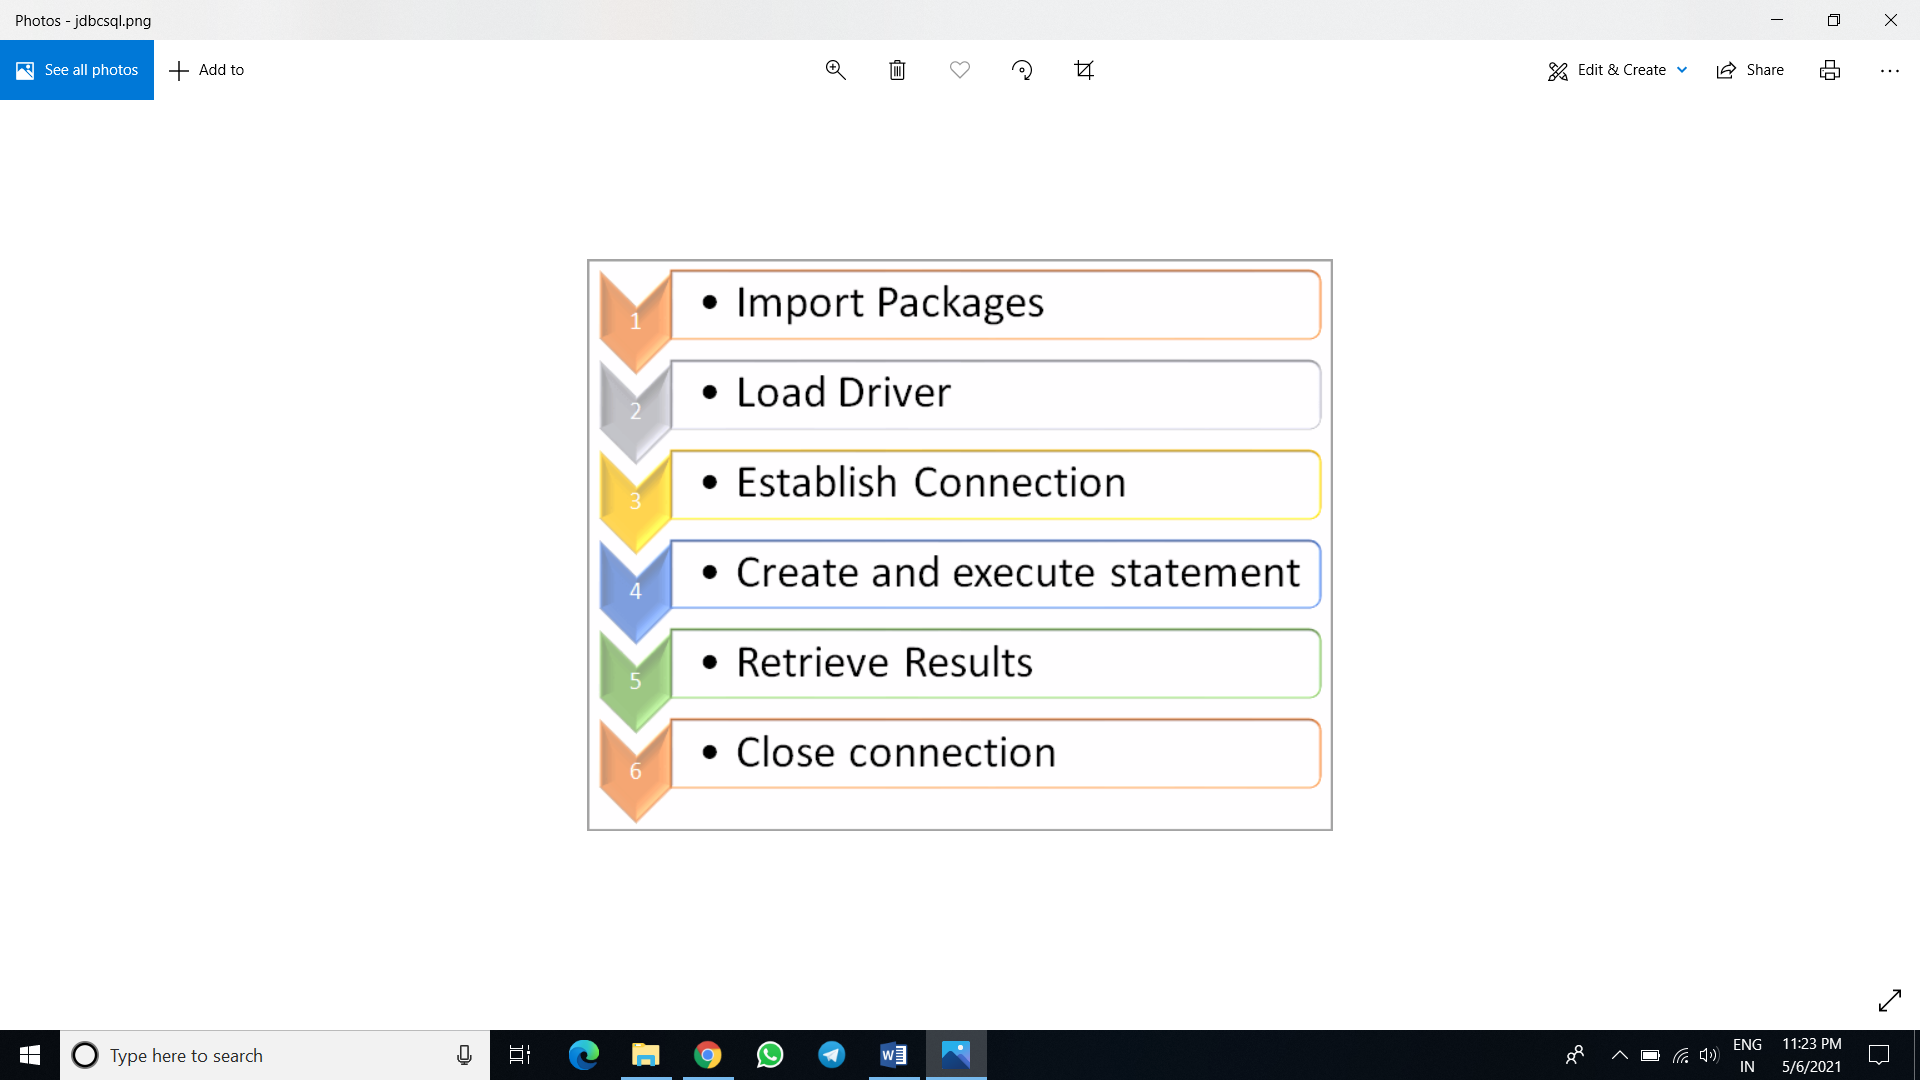 Photos - jdbcsql.png
See all photos
Add to
Edit & Create
Share
1
• Import Packages
2
• Load Driver
3
• Establish Connection
4
• Create and execute statement
5
• Retrieve Results
6
• Close connection
Type here to search
W
ENG
IN
11:23 PM
5/6/2021